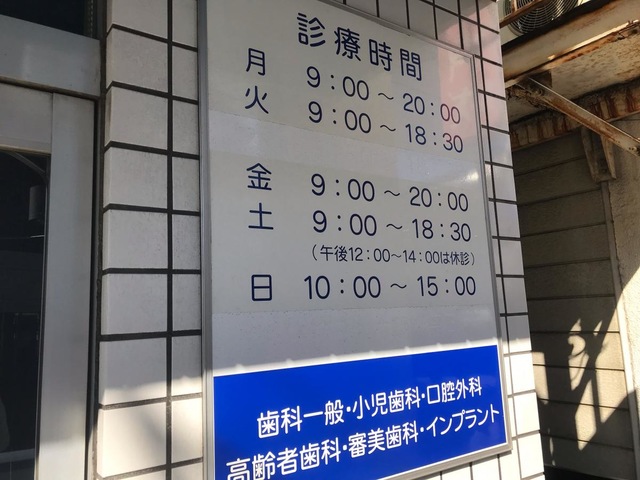 診療時間
月 9:00～20:00
火 9:00～18:30
金 9:00～20:00
土 9:00～18:30
(午後12:00～14:00は休診)
日 10:00～15:00
歯科一般・小児歯科・口腔外科
高齢者歯科・審美歯科・インプラント